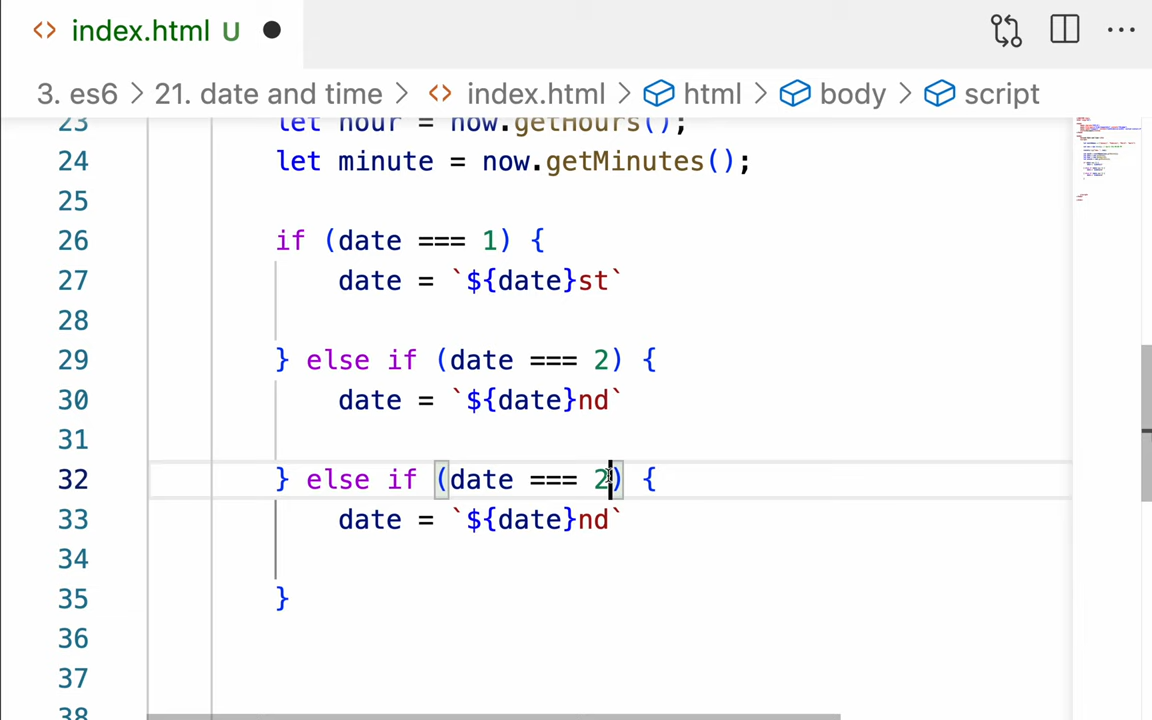 index.html U
3. es6 > 21. date and time > index.html > html > body > script
23 let hour = now.getHours();
24 let minute = now.getMinutes();
25
26 if (date === 1) {
27 date = `${date}st`
28
29 } else if (date === 2) {
30 date = `${date}nd`
31
32 } else if (date === 2) {
33 date = `${date}nd`
34
35 }
36
37
38